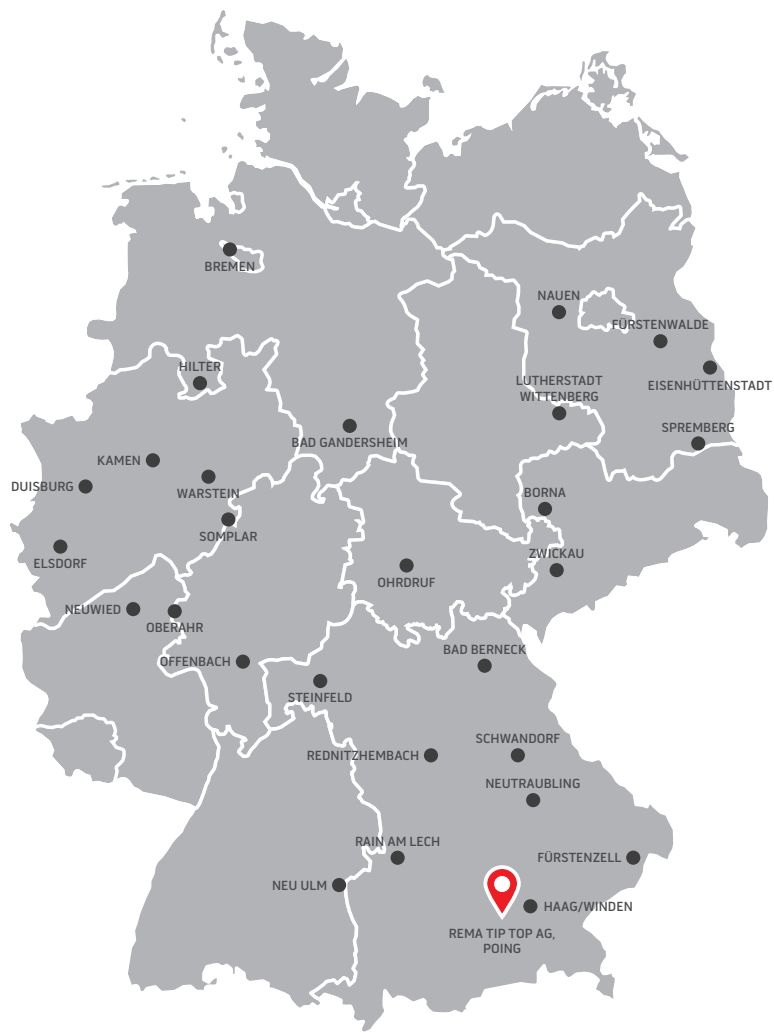 BREMEN
NAUEN
FÜRSTENWALDE
HILTER
LUTHERSTADT
WITTENBERG
EISENHÜTTENSTADT
BAD GANDERSHEIM
SPREMBERG
KAMEN
DUISBURG
WARSTEIN
BORNA
SOMPLAR
ELSDORF
ZWICKAU
OHRDRUF
NEUWIED
OBERAHR
OFFENBACH
BAD BERNECK
STEINFELD
REDNITZHEMBACH
SCHWANDORF
NEUTRAUBLING
RAIN AM LECH
FÜRSTENZELL
NEU ULM
HAAG/WINDEN
REMA TIP TOP AG,
POING